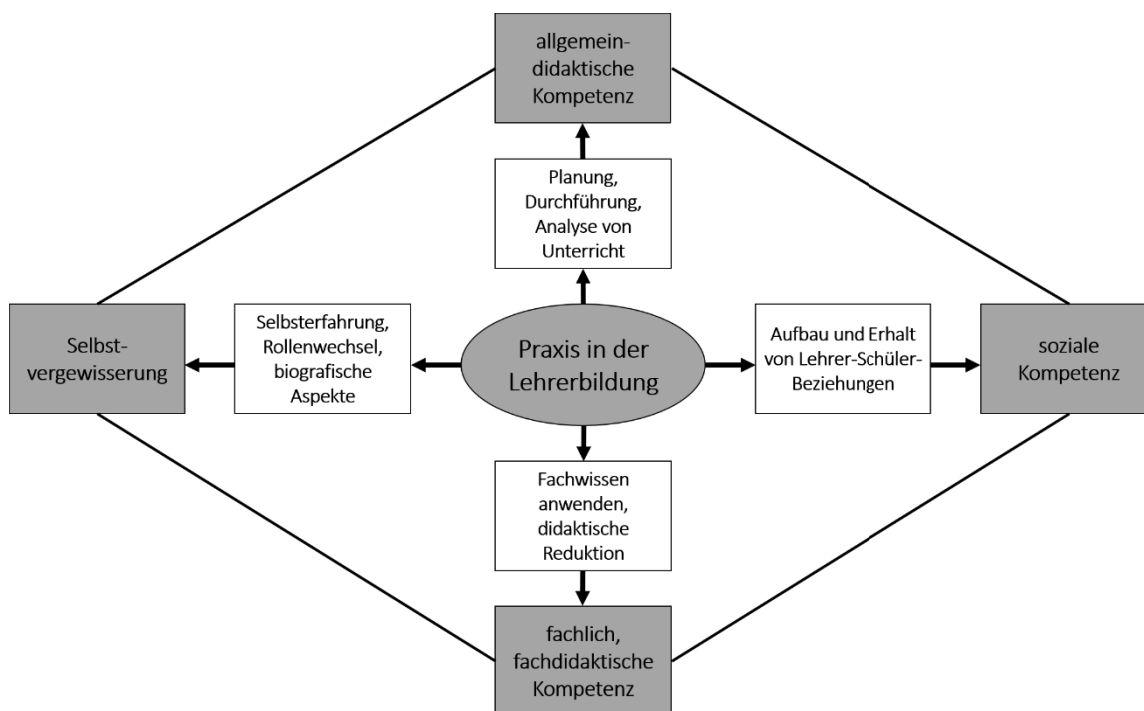 allgemein-
didaktische
Kompetenz
Planung,
Durchführung,
Analyse von
Unterricht
Selbst-
vergewisserung
Selbsterfahrung,
Rollenwechsel,
biografische
Aspekte
Praxis in der
Lehrerbildung
Aufbau und Erhalt
von Lehrer-Schüler-
Beziehungen
soziale
Kompetenz
Fachwissen
anwenden,
didaktische
Reduktion
fachlich,
fachdidaktische
Kompetenz